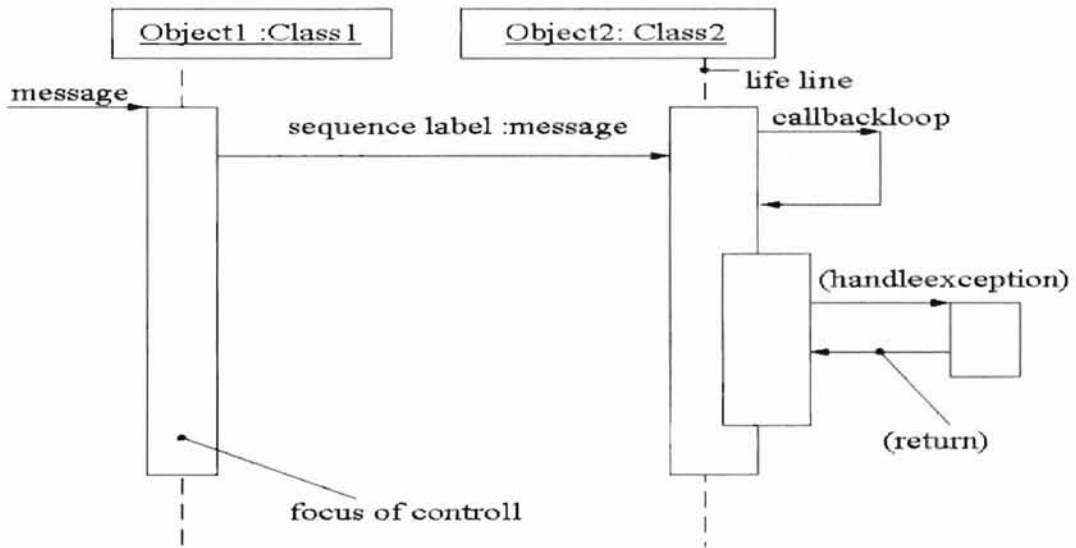 Object1 :Class1
Object2: Class2
life line
message
callbackloop
sequence label :message
(handleexception)
(return)
focus of controll